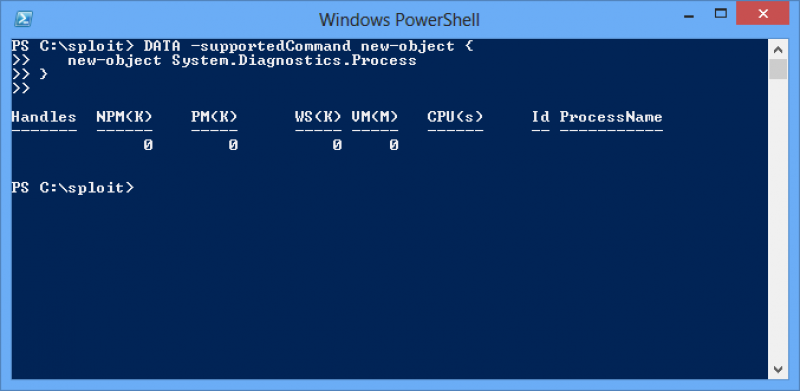 Windows PowerShell
PS C:\sploit> DATA -supportedCommand new-object {
>>    new-object System.Diagnostics.Process
>> }
>>
Handles  NPM(K)    PM(K)      WS(K) VM(M)   CPU(s)     Id ProcessName
-------  ------    -----      ----- -----   ------     -- -----------
              0        0          0     0
PS C:\sploit>